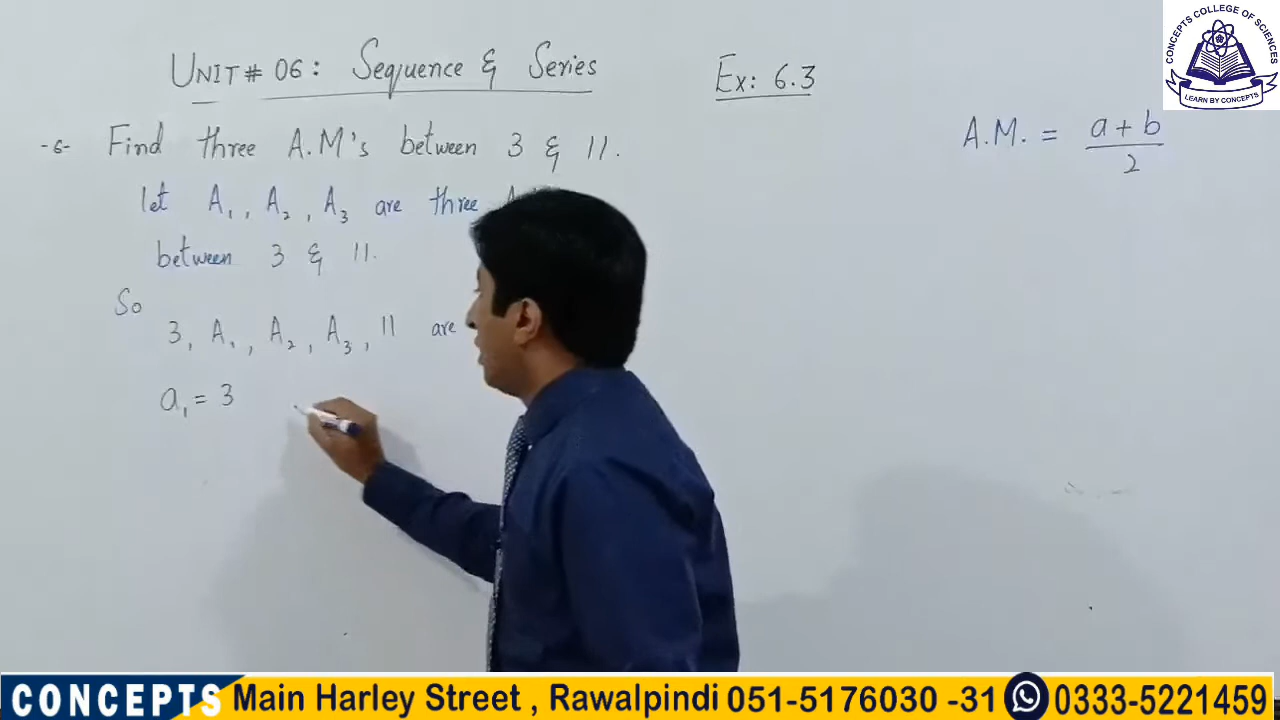 UNIT # 06: Sequence & Series
Ex: 6.3
-6- Find three A.M's between 3 & 11.
A.M. = a + b / 2
let A1, A2, A3 are three
between 3 & 11.
So
3, A1, A2, A3, 11 are
a1 = 3
CONCEPTS COLLEGE OF SCIENCES
LEARN BY CONCEPTS
CONCEPTS Main Harley Street , Rawalpindi 051-5176030 -31 0333-5221459